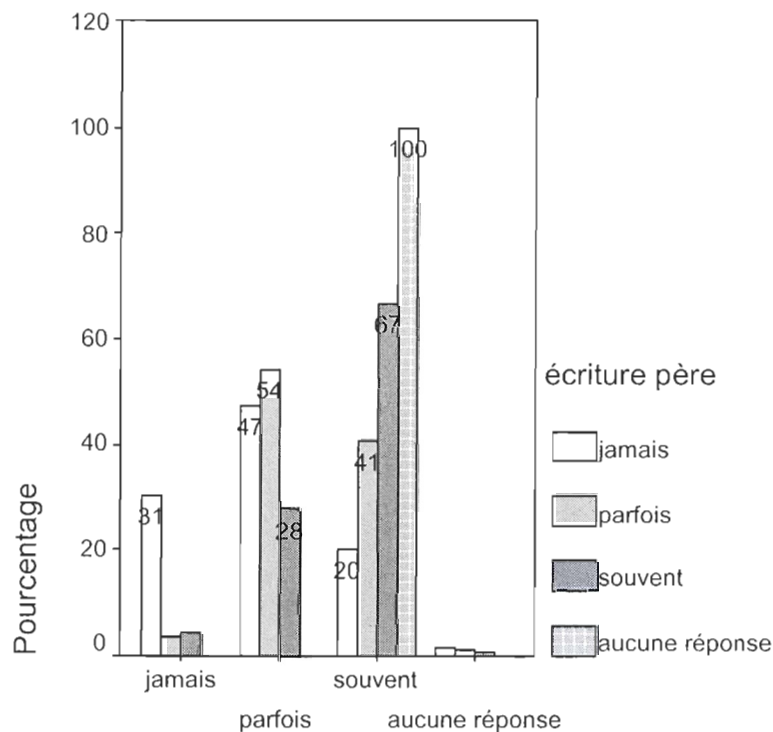 120
100
80
60
40
20
0
Pourcentage
31
47
54
28
20
41
67
100
jamais
parfois
souvent
aucune réponse
écriture père
jamais
parfois
souvent
aucune réponse